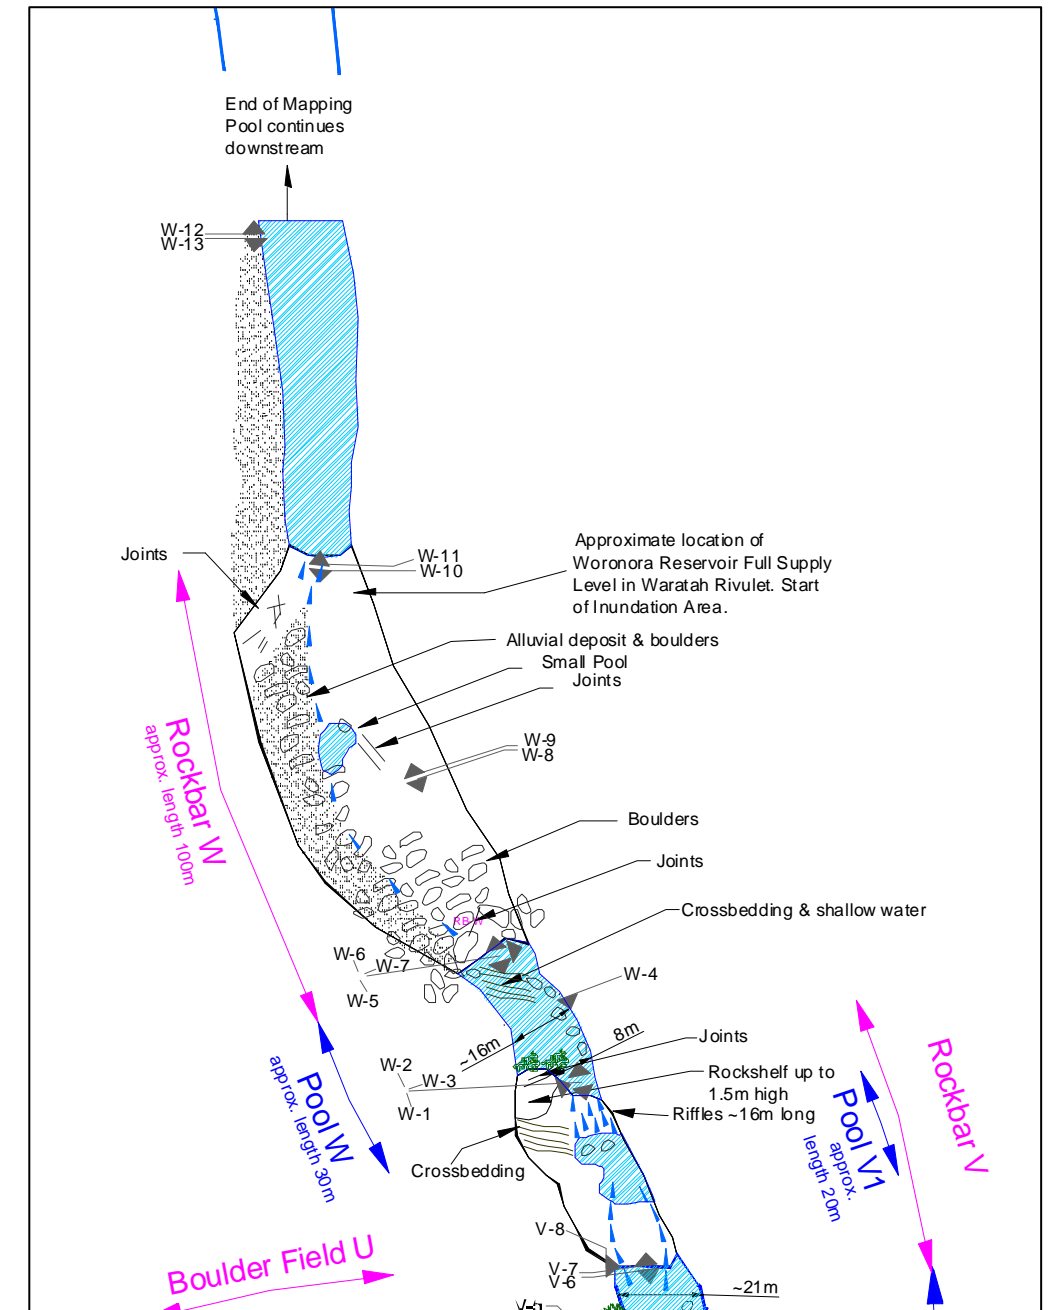 End of Mapping
Pool continues
downstream
W-12
W-13
Joints
W-11
W-10
Approximate location of
Woronora Reservoir Full Supply
Level in Waratah Rivulet. Start
of Inundation Area.
Alluvial deposit & boulders
Small Pool
Joints
W-9
W-8
Rockbar W
approx. length 100m
Boulders
Joints
Crossbedding & shallow water
W-6
W-7
W-5
W-4
~16m
8m
Joints
W-2
W-3
W-1
Rockshelf up to
1.5m high
Riffles ~16m long
Pool W
approx. length 30m
Crossbedding
Rockbar V
Pool V1
approx.
length 20m
V-8
V-7
V-6
Boulder Field U
~21m